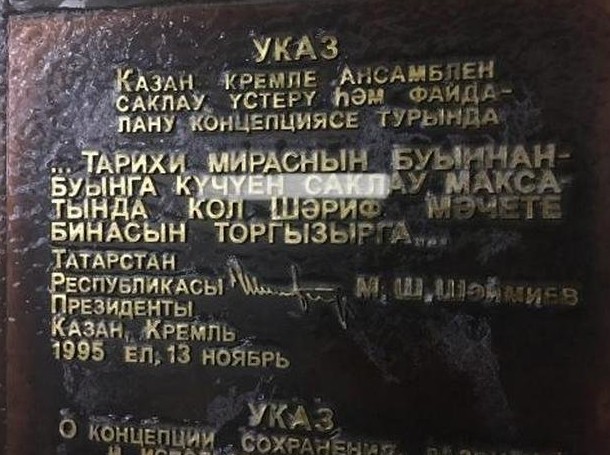 УКАЗ
КАЗАН КРЕМЛЕ АНСАМБЛЕН
САКЛАУ, ҮСТЕРҮ ҺӘМ ФАЙДА-
ЛАНУ КОНЦЕПЦИЯСЕ ТУРЫНДА
...ТАРИХИ МИРАСНЫҢ БУЫННАН-
БУЫНГА КҮЧҮЕН САКЛАУ МАКСА-
ТЫНДА КОЛ ШӘРИФ МӘЧЕТЕ
БИНАСЫН ТОРГЫЗЫРГА...
ТАТАРСТАН
РЕСПУБЛИКАСЫ М. Ш. ШӘЙМИЕВ
ПРЕЗИДЕНТЫ
КАЗАН, КРЕМЛЬ
1995 ЕЛ, 13 НОЯБРЬ
УКАЗ
О КОНЦЕПЦИИ СОХРАНЕНИЯ,
И